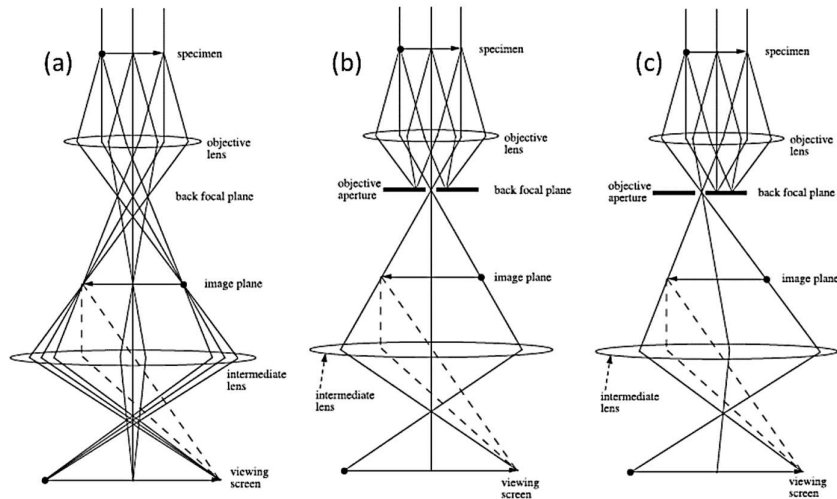 (a)
specimen
objective
lens
back focal plane
image plane
intermediate
lens
viewing
screen
(b)
specimen
objective
lens
objective
aperture
back focal plane
image plane
intermediate
lens
viewing
screen
(c)
specimen
objective
lens
objective
aperture
back focal plane
image plane
intermediate
lens
viewing
screen